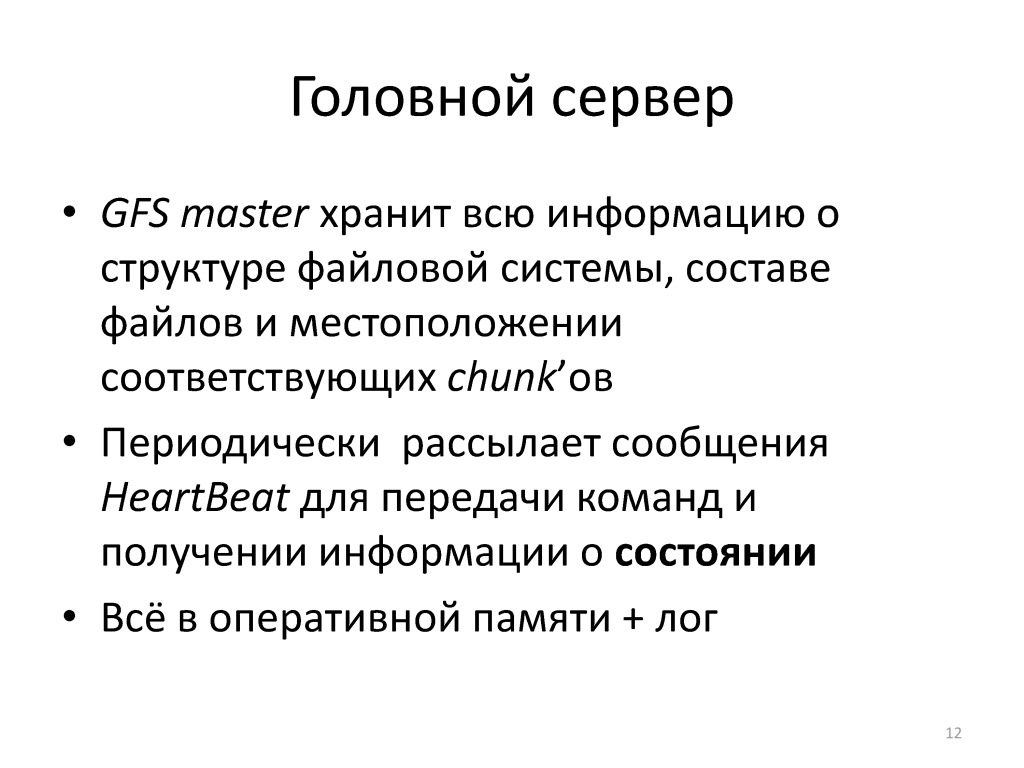 Головной сервер
• GFS master хранит всю информацию о
структуре файловой системы, составе
файлов и местоположении
соответствующих chunk’ов
• Периодически  рассылает сообщения
HeartBeat для передачи команд и
получении информации о состоянии
• Всё в оперативной памяти + лог
12